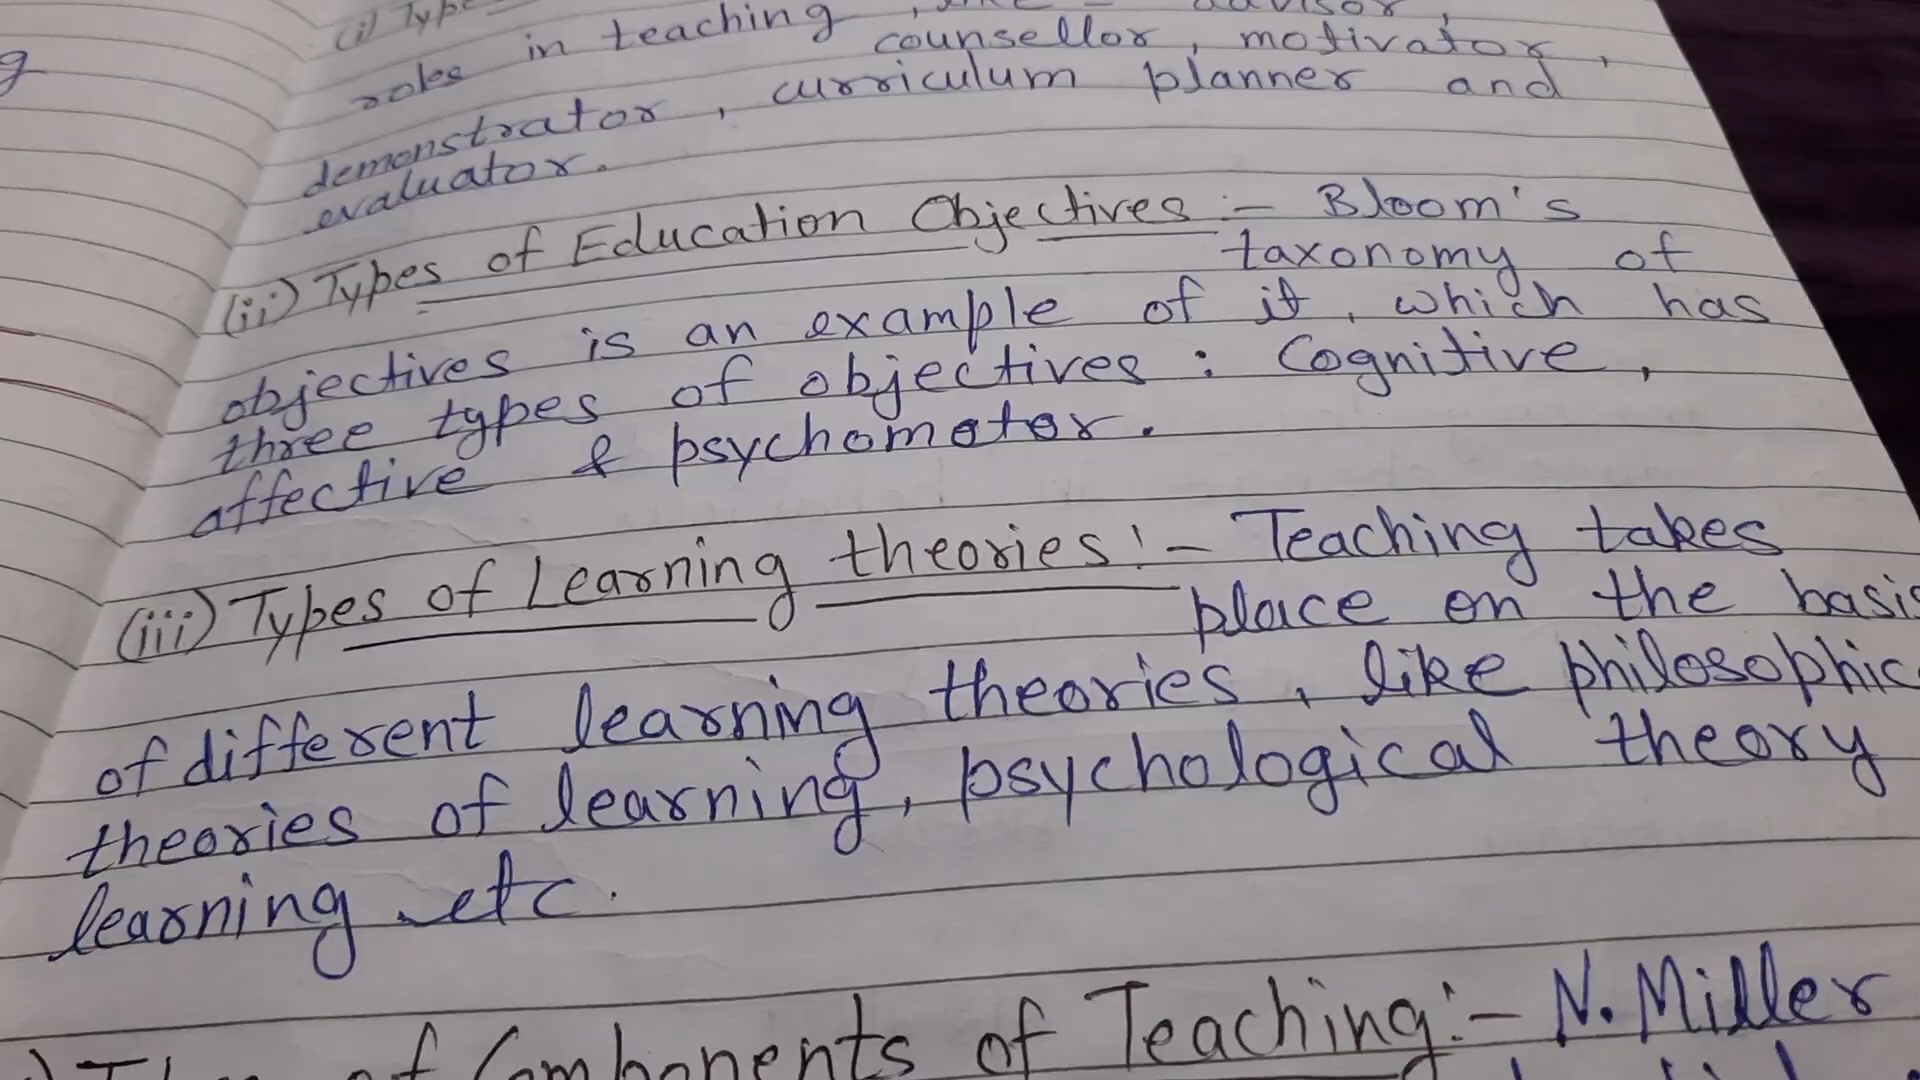 (i) Type
roles in teaching, like - advisor,
counsellor, motivator,
demonstrator, curriculum planner and
evaluator.
(ii) Types of Education Objectives :- Bloom's
taxonomy of
objectives is an example of it, which has
three types of objectives : Cognitive,
affective & psychomotor.
(iii) Types of Learning theories :- Teaching takes
place on the basis
of different learning theories, like philosophic
theories of learning, psychological theory
learning etc.
of Components of Teaching :- N. Miller